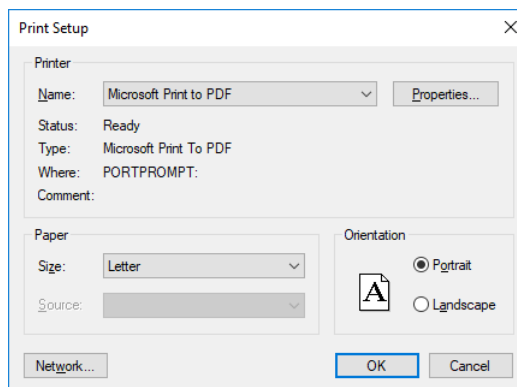 Print Setup
Printer
Name: Microsoft Print to PDF Properties...
Status: Ready
Type: Microsoft Print To PDF
Where: PORTPROMPT:
Comment:
Paper
Size: Letter
Source:
Orientation
A
Portrait
Landscape
Network... OK Cancel